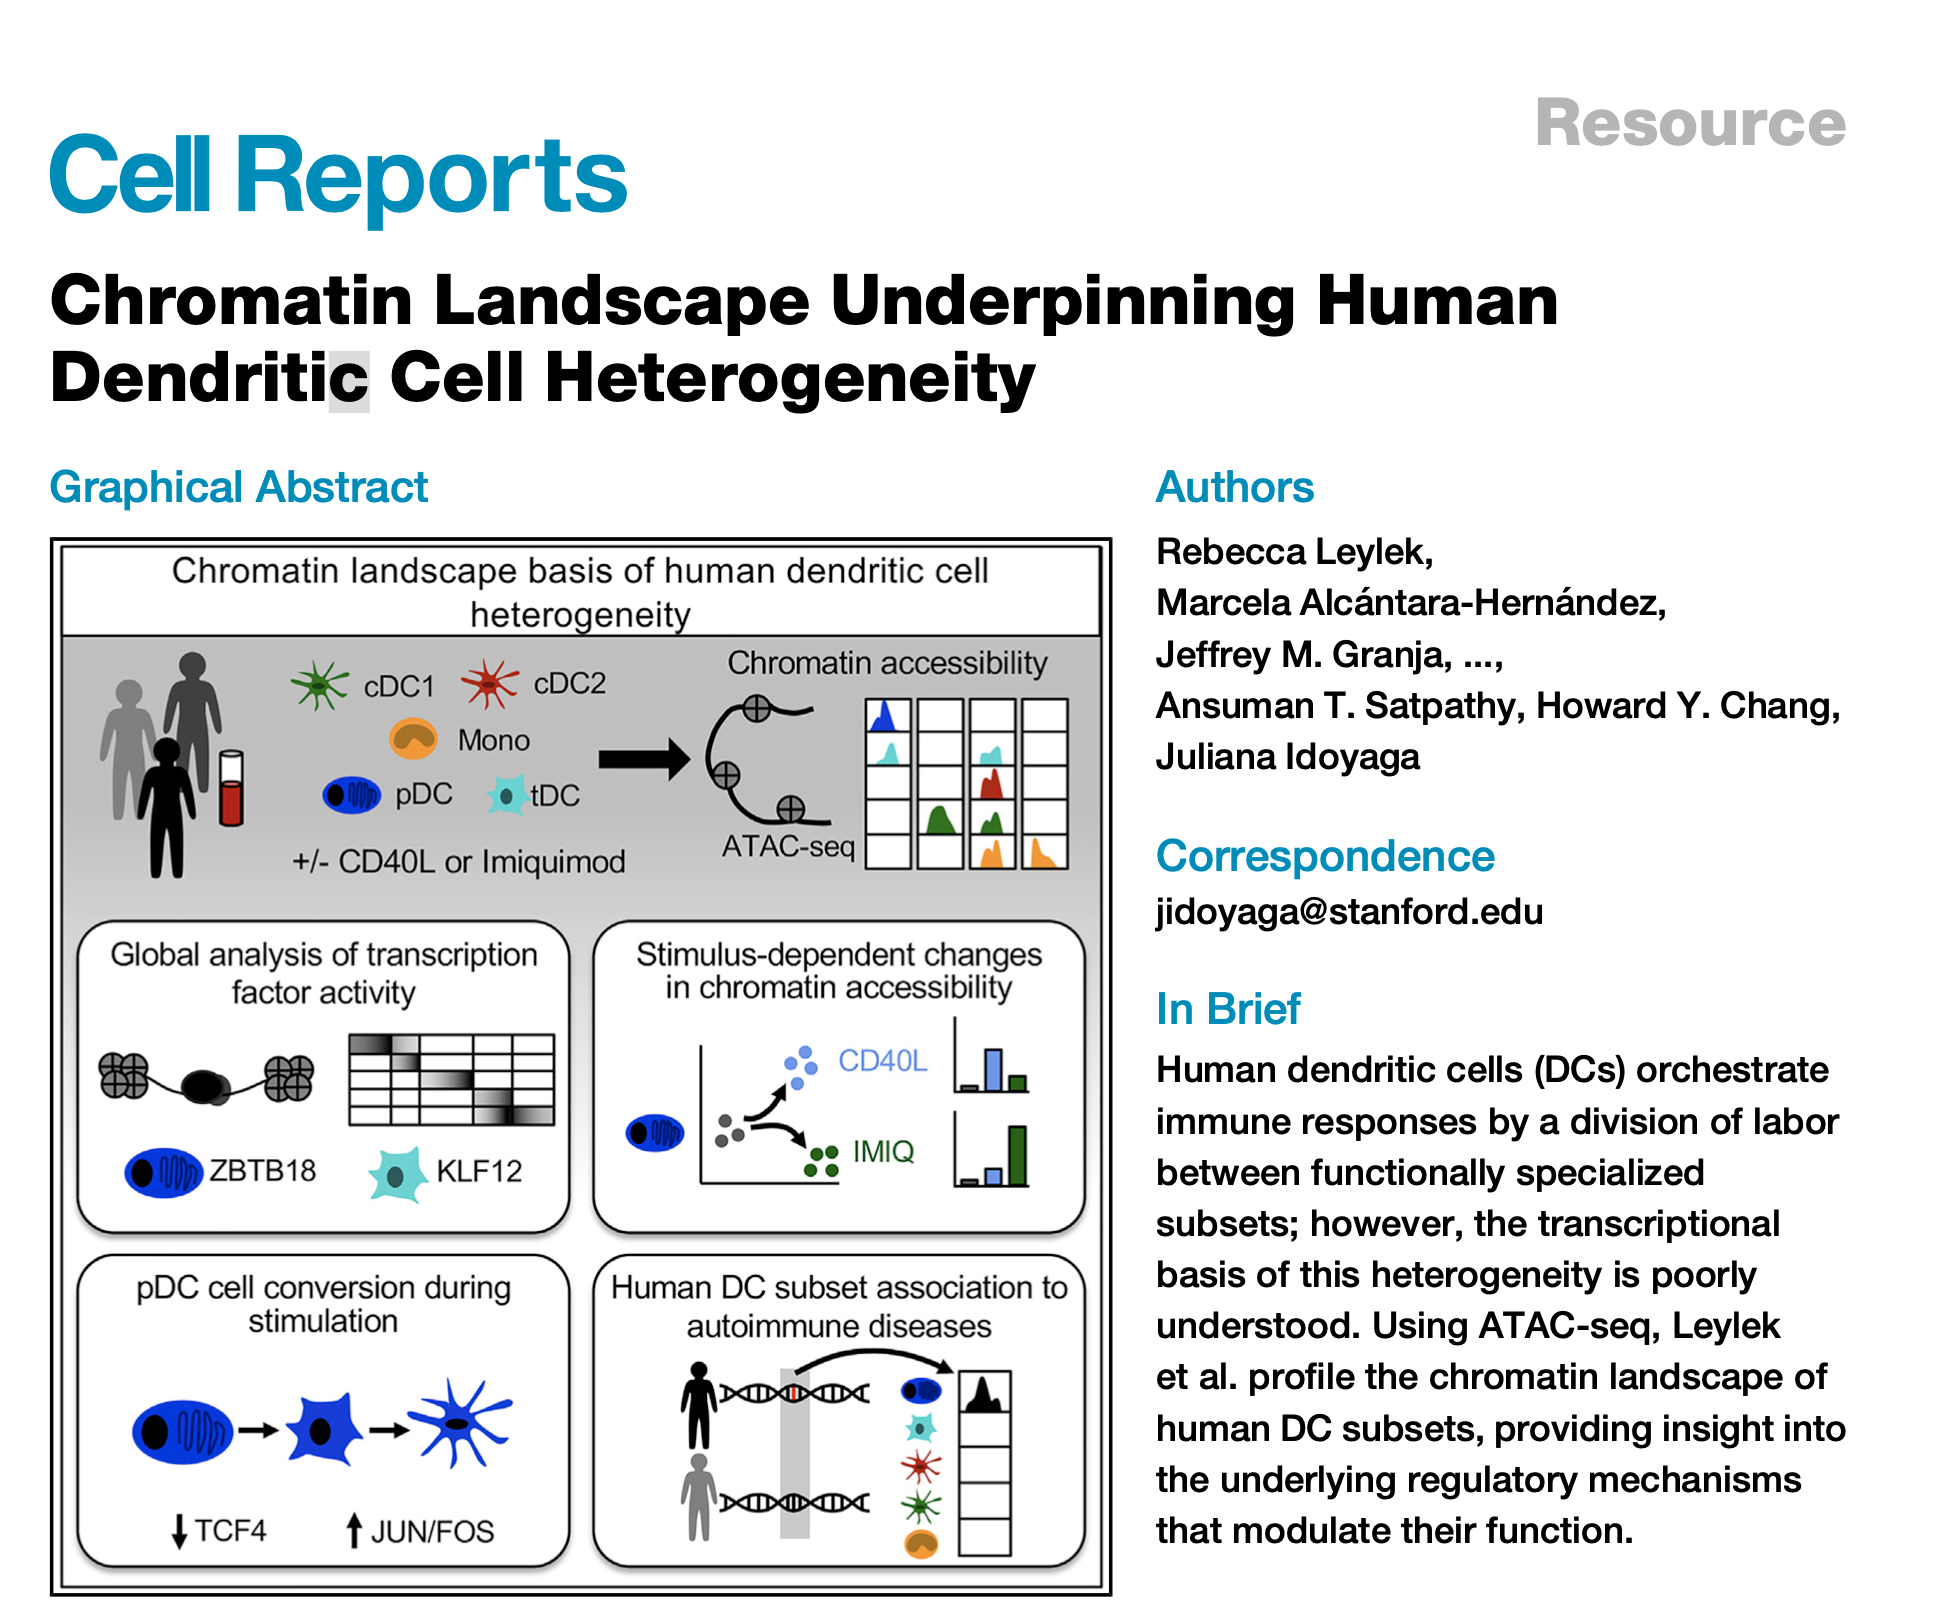 Resource
Cell Reports
Chromatin Landscape Underpinning Human
Dendritic Cell Heterogeneity
Graphical Abstract
Chromatin landscape basis of human dendritic cell
heterogeneity
cDC1
cDC2
Mono
pDC
tDC
+/- CD40L or Imiquimod
Chromatin accessibility
ATAC-seq
Global analysis of transcription
factor activity
ZBTB18
KLF12
Stimulus-dependent changes
in chromatin accessibility
CD40L
IMIQ
pDC cell conversion during
stimulation
TCF4
JUN/FOS
Human DC subset association to
autoimmune diseases
Authors
Rebecca Leylek,
Marcela Alcántara-Hernández,
Jeffrey M. Granja, ...,
Ansuman T. Satpathy, Howard Y. Chang,
Juliana Idoyaga
Correspondence
jidoyaga@stanford.edu
In Brief
Human dendritic cells (DCs) orchestrate
immune responses by a division of labor
between functionally specialized
subsets; however, the transcriptional
basis of this heterogeneity is poorly
understood. Using ATAC-seq, Leylek
et al. profile the chromatin landscape of
human DC subsets, providing insight into
the underlying regulatory mechanisms
that modulate their function.